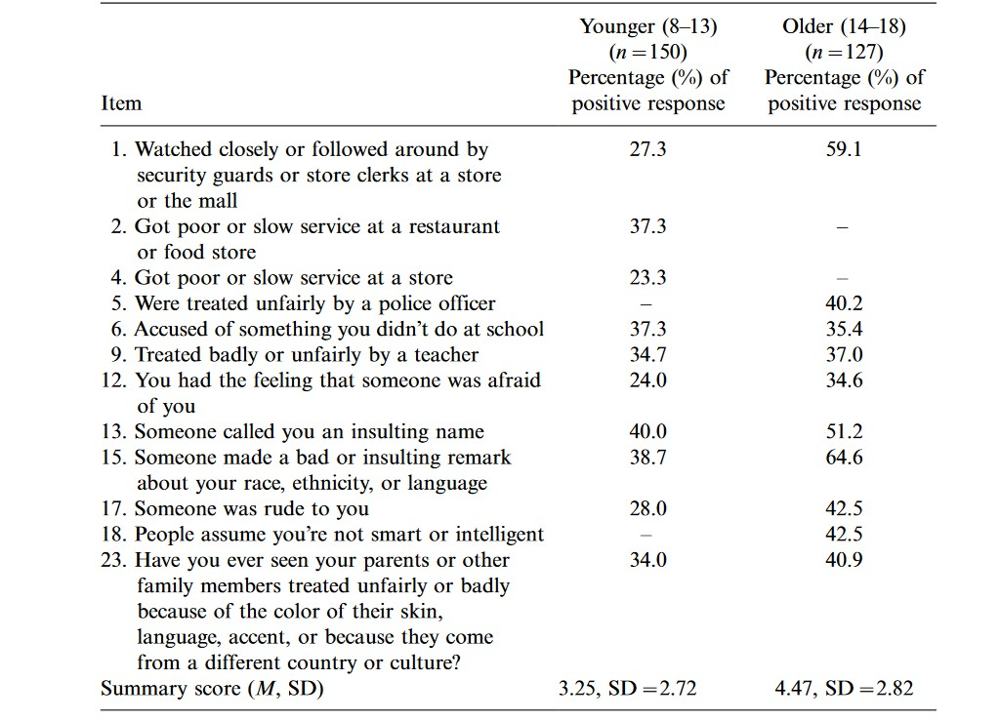 Younger (8–13) Older (14–18)
(n = 150) (n = 127)
Percentage (%) of Percentage (%) of
Item positive response positive response
1. Watched closely or followed around by 27.3 59.1
security guards or store clerks at a store
or the mall
2. Got poor or slow service at a restaurant 37.3 –
or food store
4. Got poor or slow service at a store 23.3 –
5. Were treated unfairly by a police officer – 40.2
6. Accused of something you didn’t do at school 37.3 35.4
9. Treated badly or unfairly by a teacher 34.7 37.0
12. You had the feeling that someone was afraid 24.0 34.6
of you
13. Someone called you an insulting name 40.0 51.2
15. Someone made a bad or insulting remark 38.7 64.6
about your race, ethnicity, or language
17. Someone was rude to you 28.0 42.5
18. People assume you’re not smart or intelligent – 42.5
23. Have you ever seen your parents or other 34.0 40.9
family members treated unfairly or badly
because of the color of their skin,
language, accent, or because they come
from a different country or culture?
Summary score (M, SD) 3.25, SD = 2.72 4.47, SD = 2.82